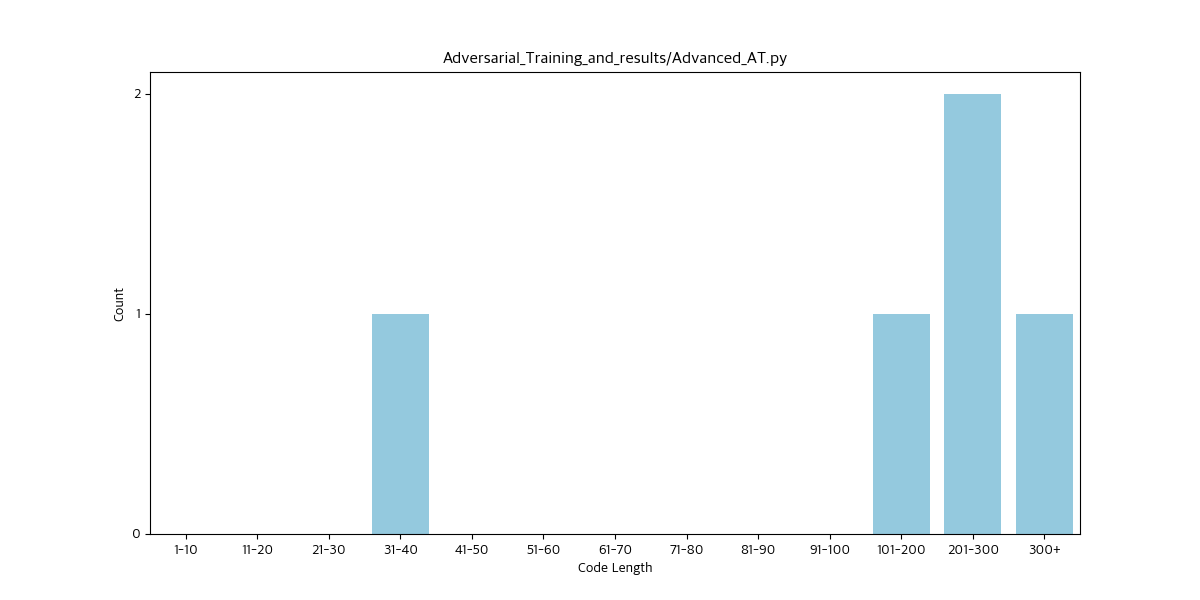 Adversarial_Training_and_results/Advanced_AT.py
Count
2
1
0
1-10 11-20 21-30 31-40 41-50 51-60 61-70 71-80 81-90 91-100 101-200 201-300 300+
Code Length